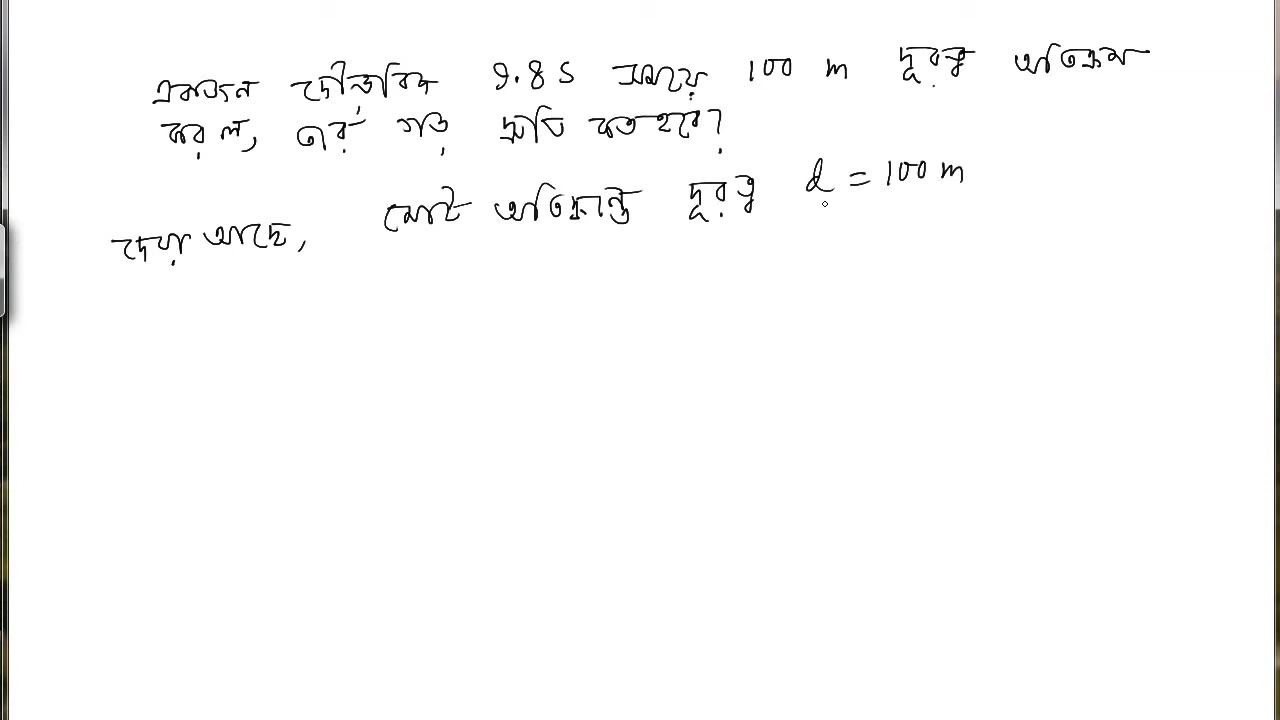 একজন দৌড়বিদ 9.8 s সময়ে 100 m দূরত্ব অতিক্রম
করল, তার গড় দ্রুতি কত হবে?
দেয়া আছে, মোট অতিক্রান্ত দূরত্ব d = 100 m